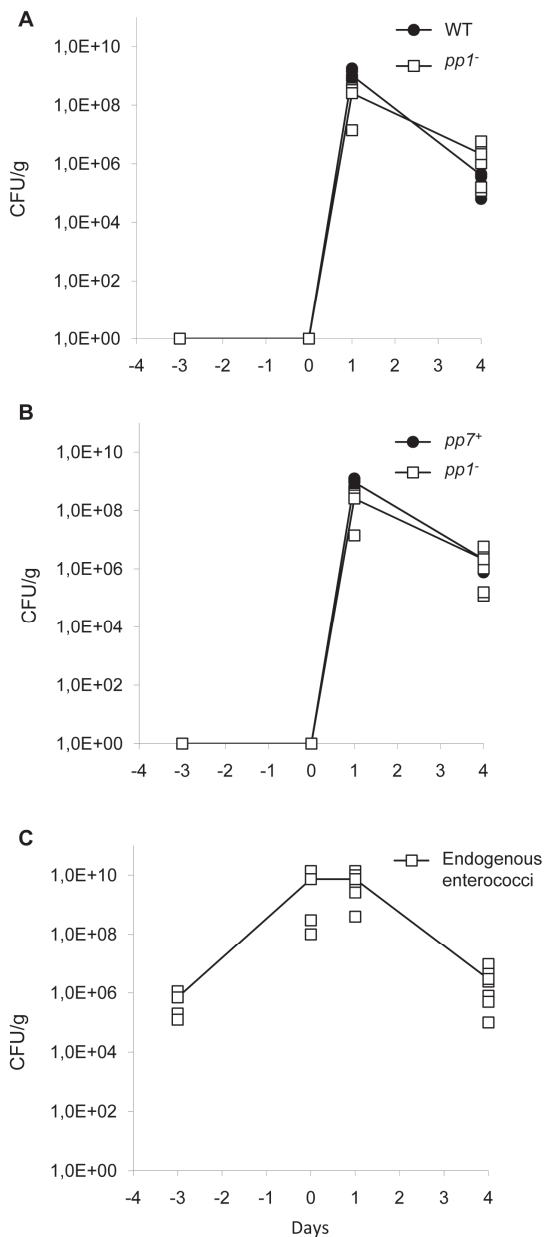 A
WT
pp1-
1,0E+10
1,0E+08
1,0E+06
1,0E+04
1,0E+02
1,0E+00
CFU/g
-4 -3 -2 -1 0 1 2 3 4
B
pp7+
pp1-
1,0E+10
1,0E+08
1,0E+06
1,0E+04
1,0E+02
1,0E+00
CFU/g
-4 -3 -2 -1 0 1 2 3 4
C
Endogenous
enterococci
1,0E+10
1,0E+08
1,0E+06
1,0E+04
1,0E+02
1,0E+00
CFU/g
-4 -3 -2 -1 0 1 2 3 4
Days